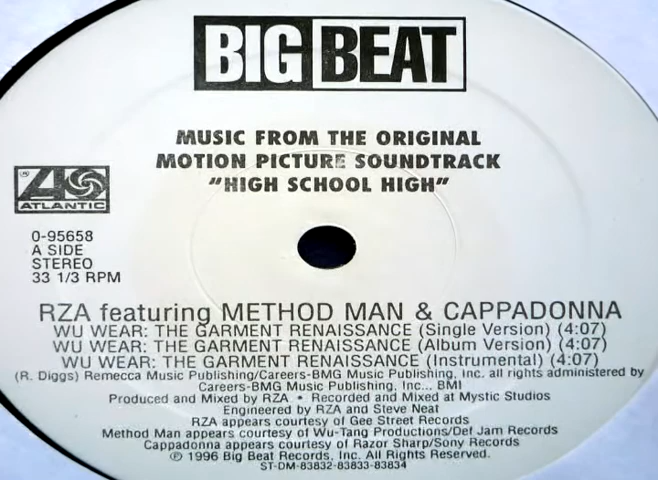 BIG BEAT
MUSIC FROM THE ORIGINAL
MOTION PICTURE SOUNDTRACK
"HIGH SCHOOL HIGH"
ATLANTIC
0-95658
A SIDE
STEREO
33 1/3 RPM
RZA featuring METHOD MAN & CAPPADONNA
WU WEAR: THE GARMENT RENAISSANCE (Single Version) (4:07)
WU WEAR: THE GARMENT RENAISSANCE (Album Version) (4:07)
WU WEAR: THE GARMENT RENAISSANCE (Instrumental) (4:07)
(R. Diggs) Remecca Music Publishing/Careers-BMG Music Publishing, Inc. all rights administered by
Careers-BMG Music Publishing, Inc... BMI
Produced and Mixed by RZA • Recorded and Mixed at Mystic Studios
Engineered by RZA and Steve Neat
RZA appears courtesy of Gee Street Records
Method Man appears courtesy of Wu-Tang Productions/Def Jam Records
Cappadonna appears courtesy of Razor Sharp/Sony Records
℗ 1996 Big Beat Records, Inc. All Rights Reserved.
ST-DM-83832-83833-83834